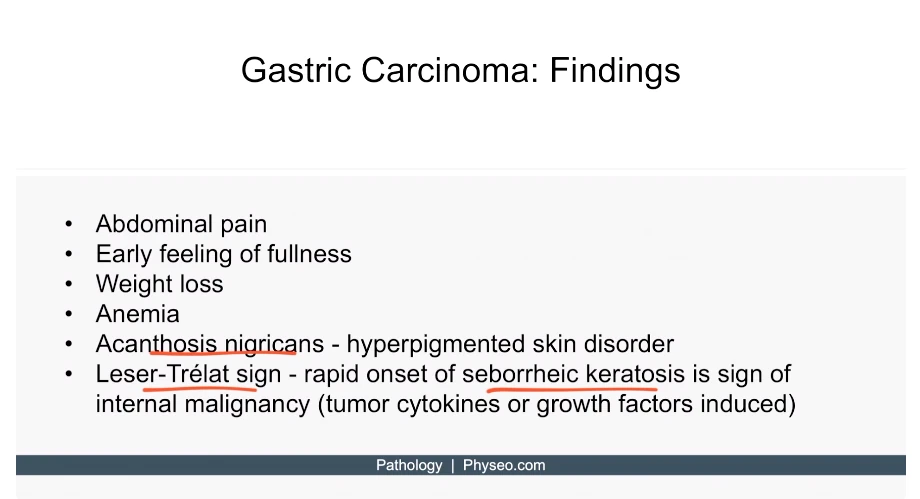 Gastric Carcinoma: Findings
• Abdominal pain
• Early feeling of fullness
• Weight loss
• Anemia
• Acanthosis nigricans - hyperpigmented skin disorder
• Leser-Trélat sign - rapid onset of seborrheic keratosis is sign of
internal malignancy (tumor cytokines or growth factors induced)
Pathology | Physeo.com